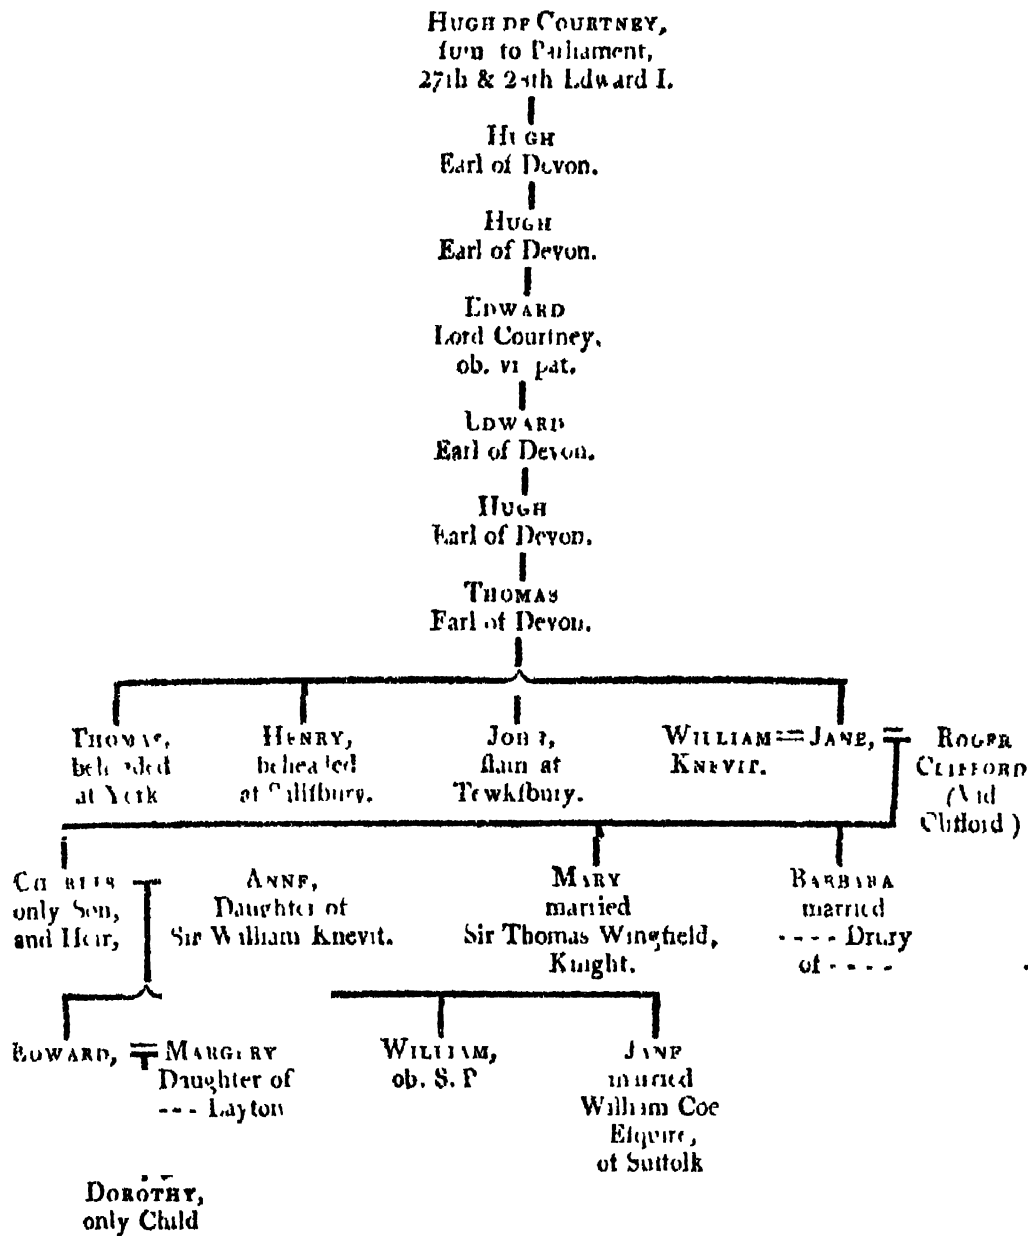 HUGH DE COURTNEY,
ſum to Parliament,
27th & 28th Edward I.
HUGH
Earl of Devon.
HUGH
Earl of Devon.
EDWARD
Lord Courtney,
ob. vi pat.
EDWARD
Earl of Devon.
HUGH
Earl of Devon.
THOMAS
Earl of Devon.
THOMAS,
beheaded
at York
HENRY,
beheaded
at Saliſbury.
JOHN,
ſlain at
Tewkſbury.
WILLIAM = JANE,
KNEVIT.
ROGER
CLIFFORD
(Vid
Clifford)
CHARLES
only Son,
and Heir,
ANNE,
Daughter of
Sir William Knevit.
MARY
married
Sir Thomas Wingfield,
Knight.
BARBARA
married
---- Drury
of ----
EDWARD, = MARGERY
Daughter of
--- Layton
WILLIAM,
ob. S. P
JANE
married
William Coe
Eſquire,
of Suffolk
DOROTHY,
only Child